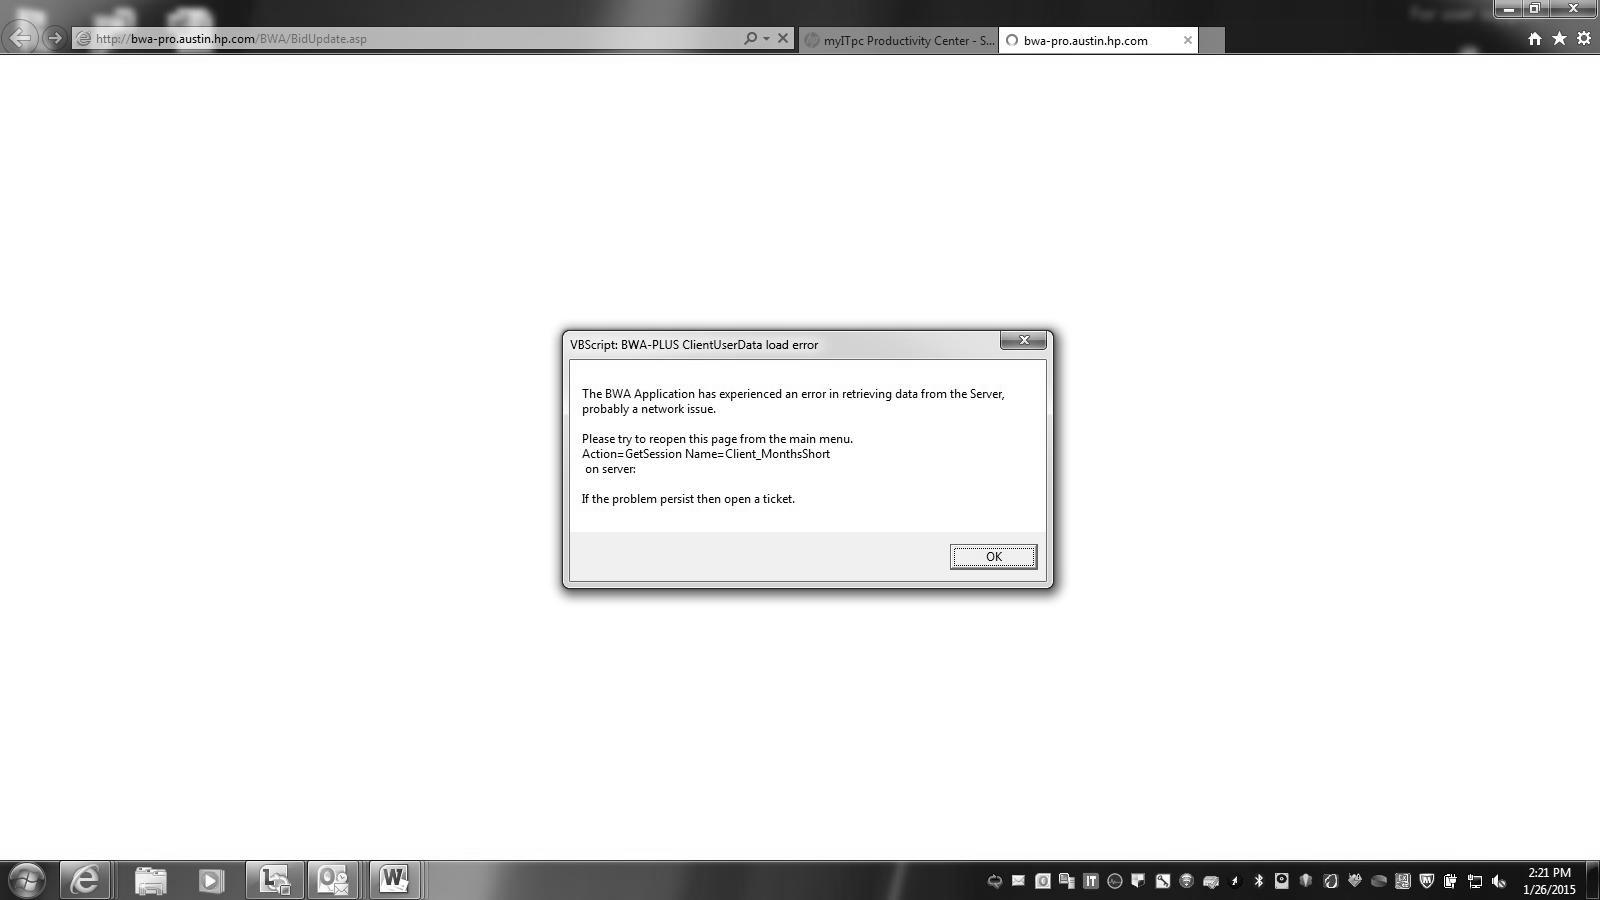 For user
http://bwa-pro.austin.hp.com/BWA/BidUpdate.asp
myITpc Productivity Center - S...
bwa-pro.austin.hp.com
VBScript: BWA-PLUS ClientUserData load error
The BWA Application has experienced an error in retrieving data from the Server,
probably a network issue.
Please try to reopen this page from the main menu.
Action=GetSession Name=Client_MonthsShort
on server:
If the problem persist then open a ticket.
OK
IT
2:21 PM
1/26/2015